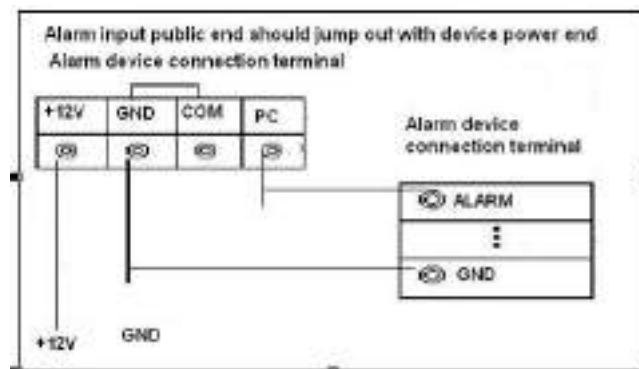 Alarm input public end should jump out with device power end
Alarm device connection terminal
+12V GND COM PC
Alarm device
connection terminal
ALARM
GND
+12V GND